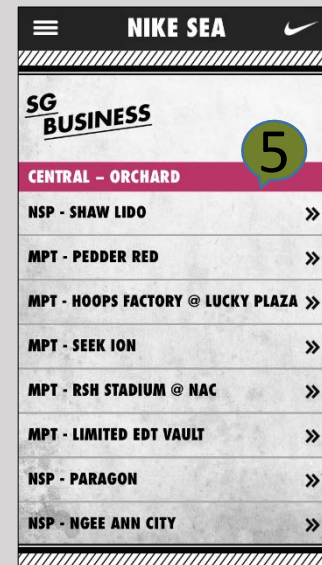 NIKE SEA
SG
BUSINESS
5
CENTRAL – ORCHARD
NSP - SHAW LIDO »
MPT - PEDDER RED »
MPT - HOOPS FACTORY @ LUCKY PLAZA »
MPT - SEEK ION »
MPT - RSH STADIUM @ NAC »
MPT - LIMITED EDT VAULT »
NSP - PARAGON »
NSP - NGEE ANN CITY »